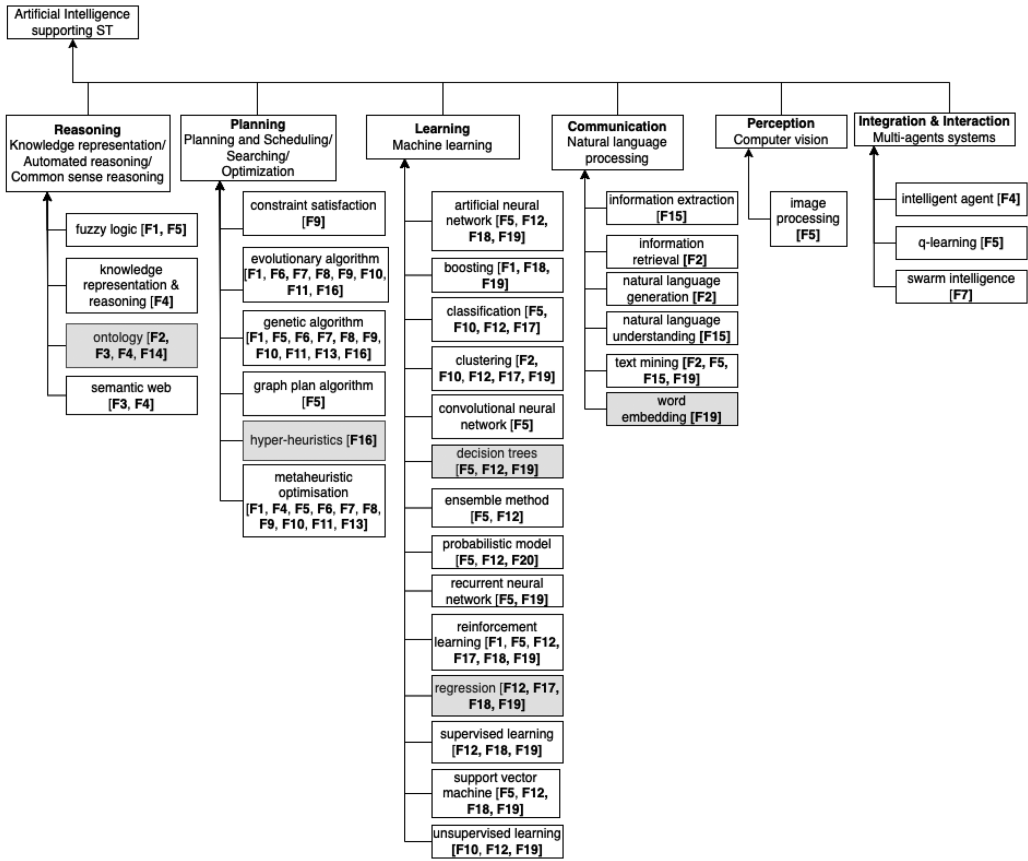 Artificial Intelligence
supporting ST
Reasoning
Knowledge representation/
Automated reasoning/
Common sense reasoning
fuzzy logic [F1, F5]
knowledge
representation &
reasoning [F4]
ontology [F2,
F3, F4, F14]
semantic web
[F3, F4]
Planning
Planning and Scheduling/
Searching/
Optimization
constraint satisfaction
[F9]
evolutionary algorithm
[F1, F6, F7, F8, F9, F10,
F11, F16]
genetic algorithm
[F1, F5, F6, F7, F8, F9,
F10, F11, F13, F16]
graph plan algorithm
[F5]
hyper-heuristics [F16]
metaheuristic
optimisation
[F1, F4, F5, F6, F7, F8,
F9, F10, F11, F13]
Learning
Machine learning
artificial neural
network [F5, F12,
F18, F19]
boosting [F1, F18,
F19]
classification [F5,
F10, F12, F17]
clustering [F2,
F10, F12, F17, F19]
convolutional neural
network [F5]
decision trees
[F5, F12, F19]
ensemble method
[F5, F12]
probabilistic model
[F5, F12, F20]
recurrent neural
network [F5, F19]
reinforcement
learning [F1, F5, F12,
F17, F18, F19]
regression [F12, F17,
F18, F19]
supervised learning
[F12, F18, F19]
support vector
machine [F5, F12,
F18, F19]
unsupervised learning
[F10, F12, F19]
Communication
Natural language
processing
information extraction
[F15]
information
retrieval [F2]
natural language
generation [F2]
natural language
understanding [F15]
text mining [F2, F5,
F15, F19]
word
embedding [F19]
Perception
Computer vision
image
processing
[F5]
Integration & Interaction
Multi-agents systems
intelligent agent [F4]
q-learning [F5]
swarm intelligence
[F7]